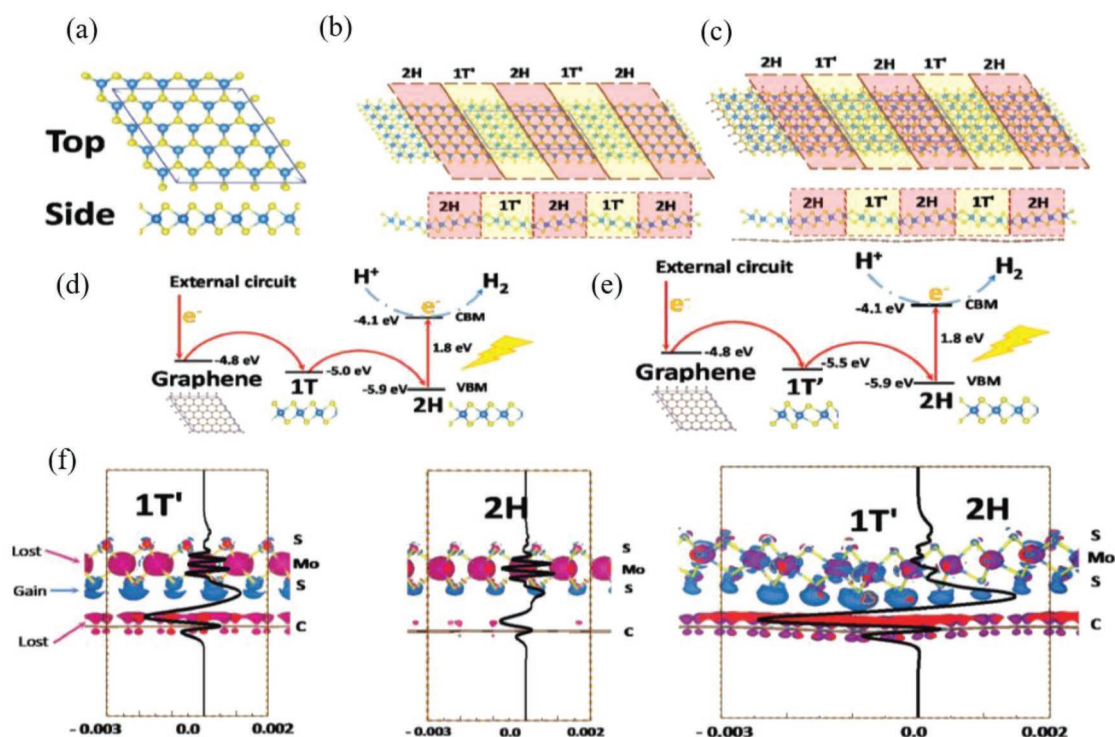 (a)
(b)
(c)
2H 1T' 2H 1T' 2H
2H 1T' 2H 1T' 2H
Top
Side
2H 1T' 2H 1T' 2H
2H 1T' 2H 1T' 2H
(d)
External circuit
H⁺
H₂
e⁻
e⁻
-4.1 eV
CBM
-4.8 eV
1.8 eV
Graphene
-5.0 eV
1T
-5.9 eV
VBM
2H
(e)
External circuit
H⁺
H₂
e⁻
e⁻
-4.1 eV
CBM
-4.8 eV
1.8 eV
Graphene
-5.5 eV
1T'
-5.9 eV
VBM
2H
(f)
1T'
Lost
Gain
Lost
S
Mo
S
C
-0.003 0.0 0.002
2H
S
Mo
S
C
-0.003 0.0 0.002
1T' 2H
S
Mo
S
C
-0.003 0.0 0.002